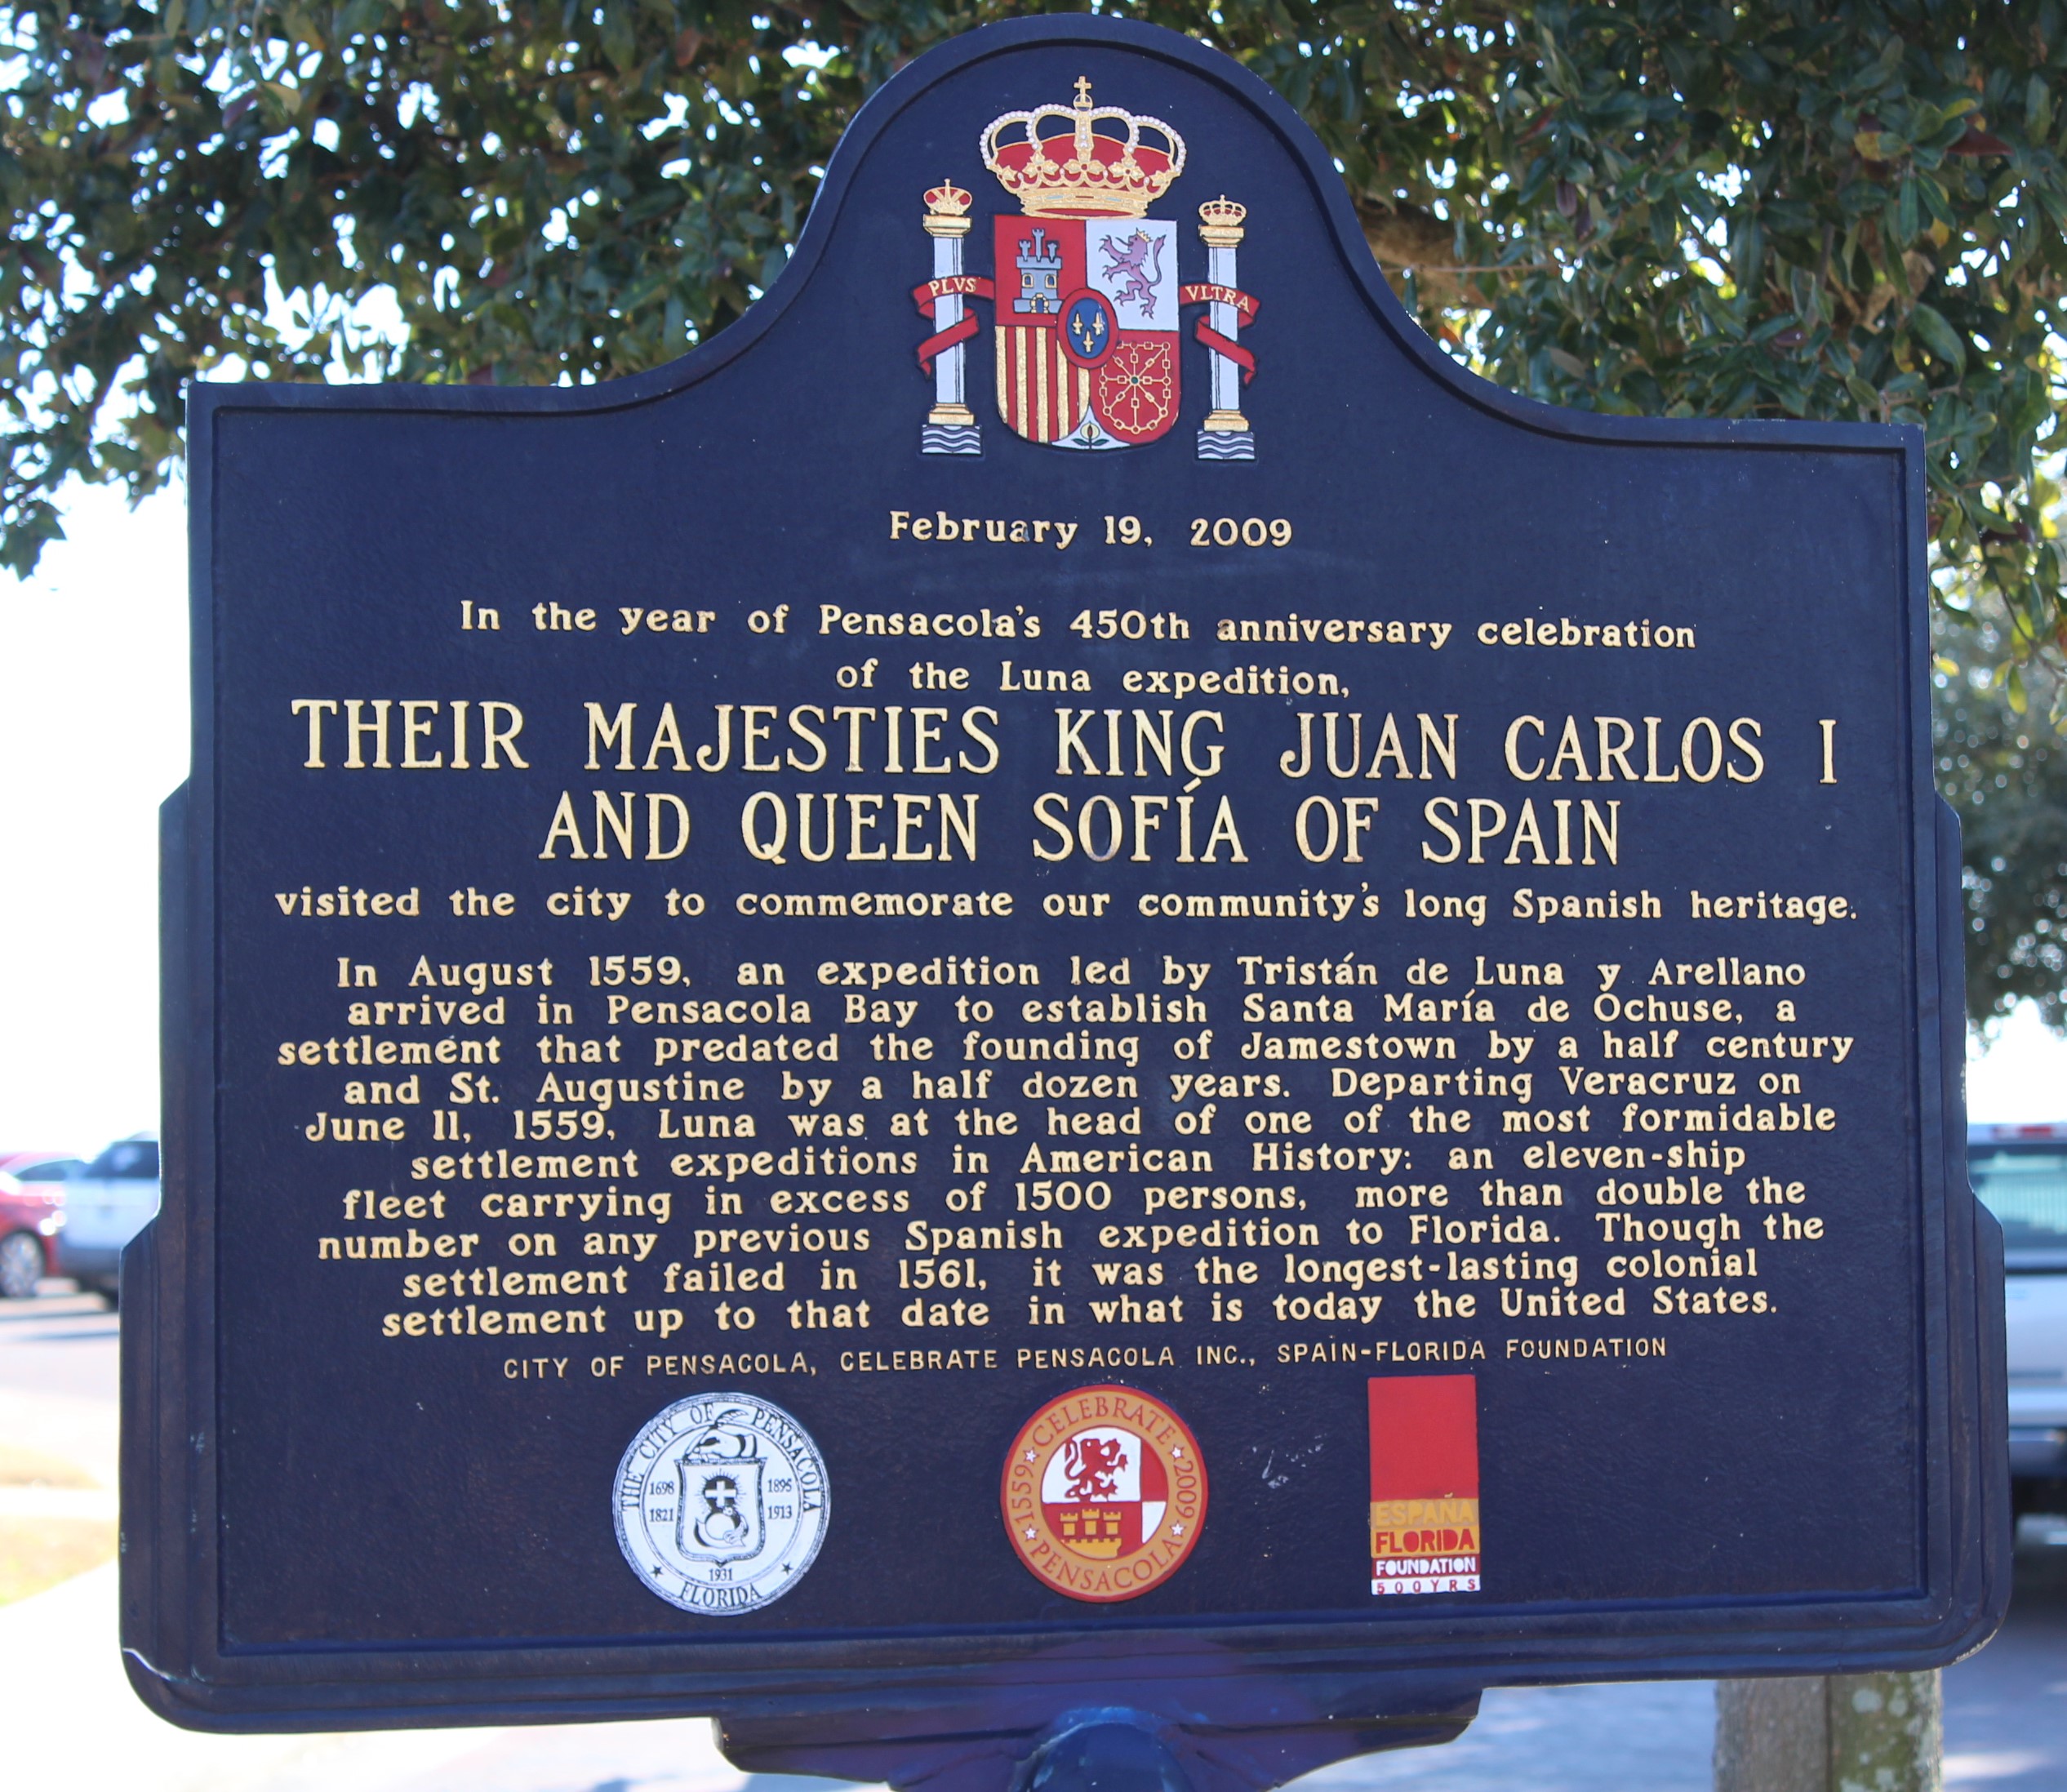 PLVS VLTRA
February 19, 2009
In the year of Pensacola's 450th anniversary celebration
of the Luna expedition,
THEIR MAJESTIES KING JUAN CARLOS I
AND QUEEN SOFÍA OF SPAIN
visited the city to commemorate our community's long Spanish heritage.
In August 1559, an expedition led by Tristán de Luna y Arellano
arrived in Pensacola Bay to establish Santa María de Ochuse, a
settlement that predated the founding of Jamestown by a half century
and St. Augustine by a half dozen years. Departing Veracruz on
June 11, 1559, Luna was at the head of one of the most formidable
settlement expeditions in American History: an eleven-ship
fleet carrying in excess of 1500 persons, more than double the
number on any previous Spanish expedition to Florida. Though the
settlement failed in 1561, it was the longest-lasting colonial
settlement up to that date in what is today the United States.
CITY OF PENSACOLA, CELEBRATE PENSACOLA INC., SPAIN-FLORIDA FOUNDATION
THE CITY OF PENSACOLA
1698 1895
1821 1913
1931
FLORIDA
CELEBRATE
1559 2009
PENSACOLA
ESPAÑA
FLORIDA
FOUNDATION
500YRS